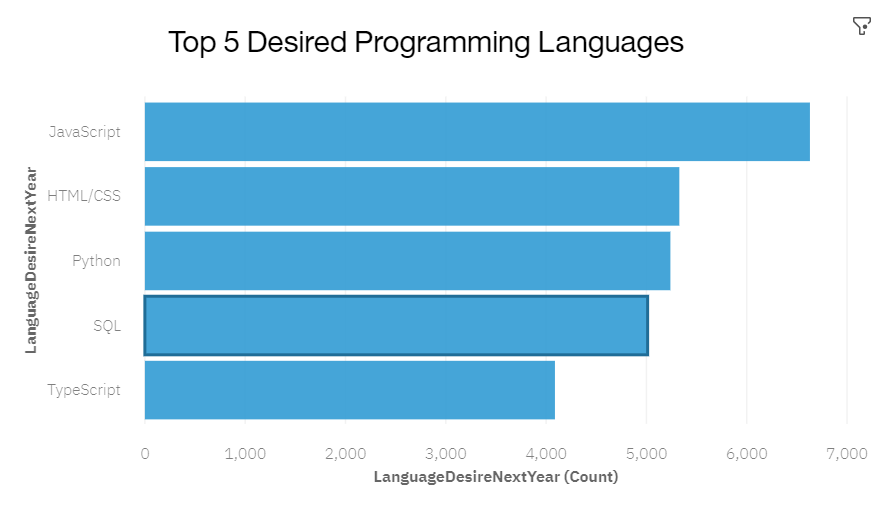 Top 5 Desired Programming Languages
LanguageDesireNextYear
JavaScript
HTML/CSS
Python
SQL
TypeScript
0 1,000 2,000 3,000 4,000 5,000 6,000 7,000
LanguageDesireNextYear (Count)